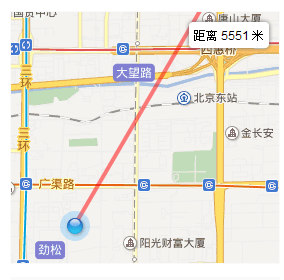 国贸中心
唐山大厦
距离 5551 米
四惠桥
三环
大望路
北京东站
金长安
三环
广渠路
劲松
阳光财富大厦